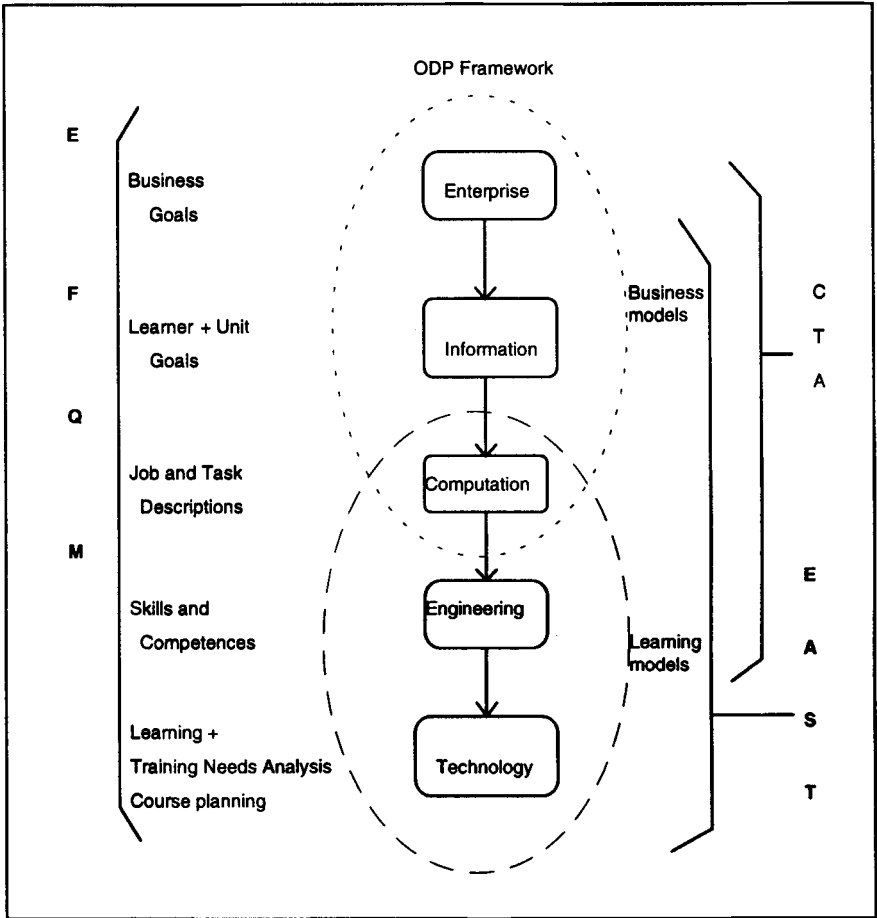 ODP Framework
E
F
Q
M
Business
Goals
Learner + Unit
Goals
Job and Task
Descriptions
Skills and
Competences
Learning +
Training Needs Analysis
Course planning
Enterprise
Information
Computation
Engineering
Technology
Business
models
Learning
models
C
T
A
E
A
S
T